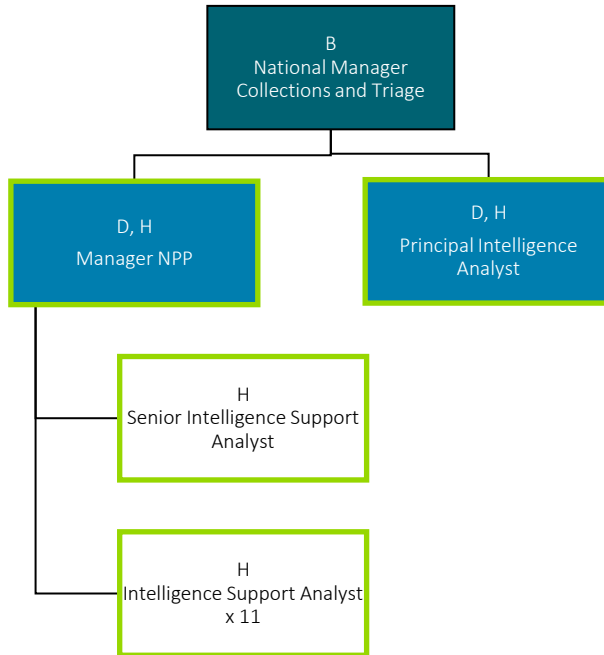 B
National Manager
Collections and Triage
D, H
Manager NPP
D, H
Principal Intelligence
Analyst
H
Senior Intelligence Support
Analyst
H
Intelligence Support Analyst
x 11